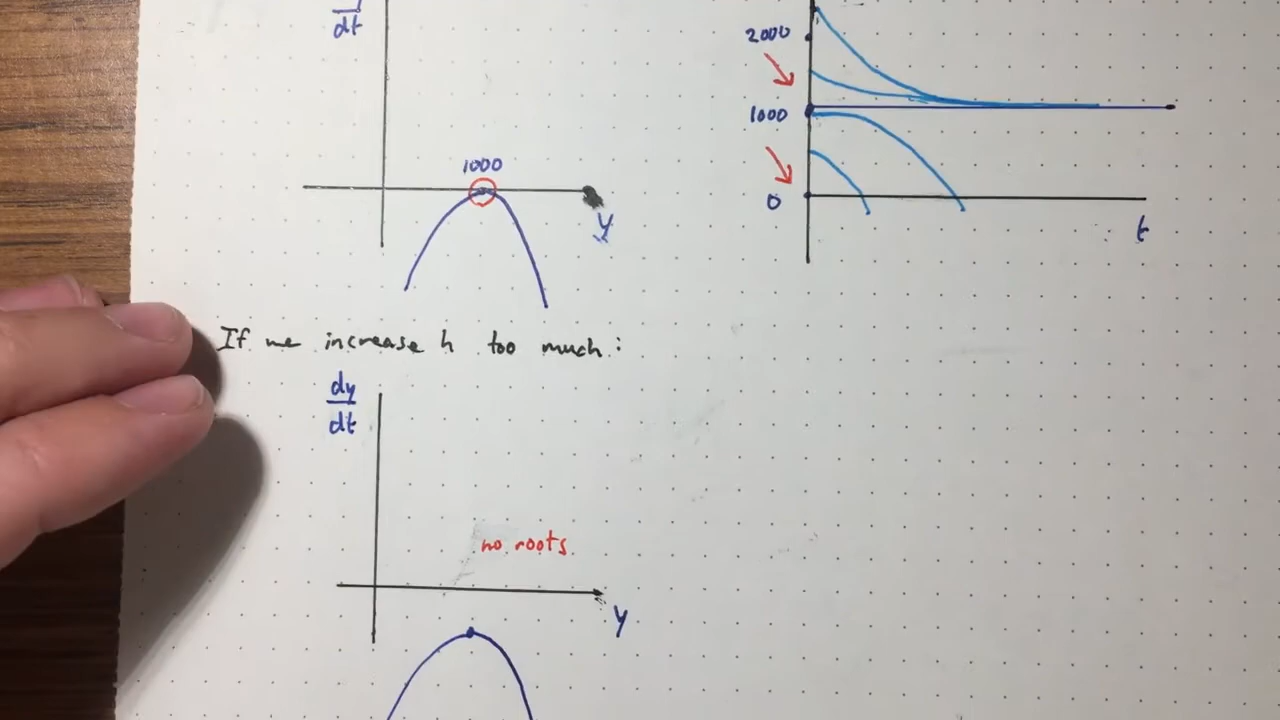 dt
1000
y
2000
1000
0
t
If we increase h too much:
dy
dt
no roots
y